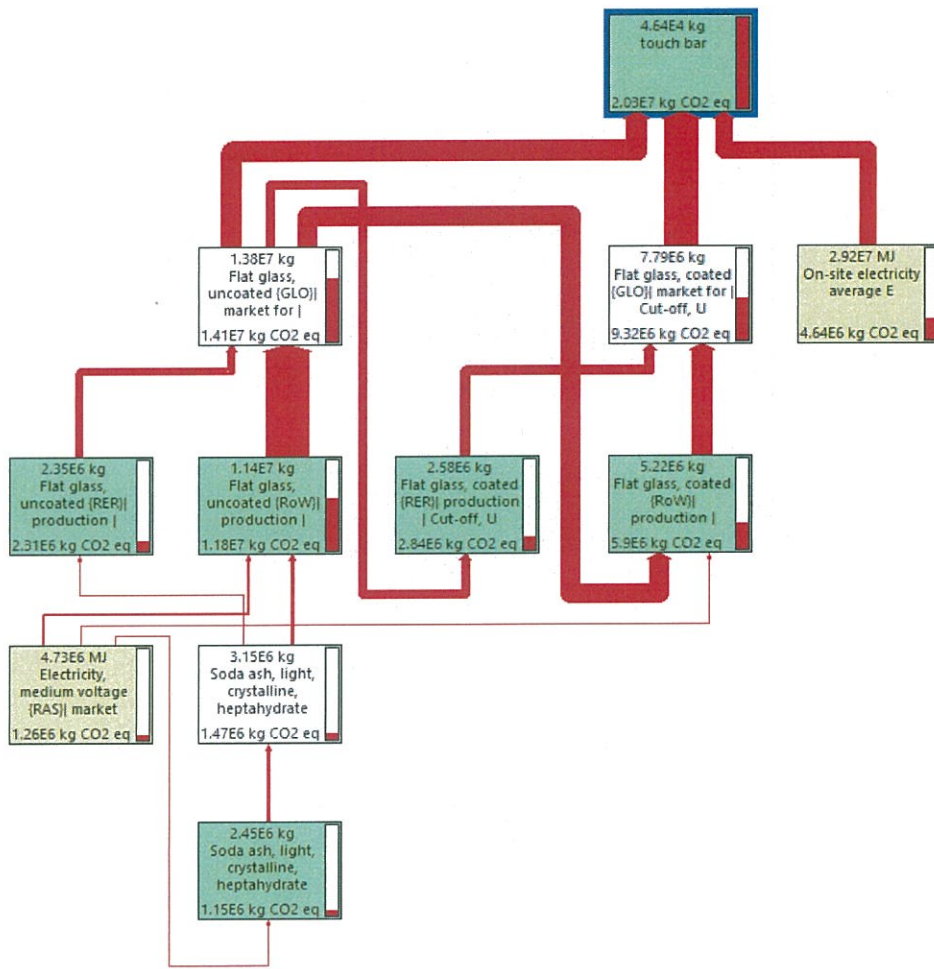 4.64E4 kg
touch bar
2.03E7 kg CO2 eq
1.38E7 kg
Flat glass,
uncoated {GLO}|
market for |
1.41E7 kg CO2 eq
7.79E6 kg
Flat glass, coated
{GLO}| market for |
Cut-off, U
9.32E6 kg CO2 eq
2.92E7 MJ
On-site electricity
average E
4.64E6 kg CO2 eq
2.35E6 kg
Flat glass,
uncoated {RER}|
production |
2.31E6 kg CO2 eq
1.14E7 kg
Flat glass,
uncoated {RoW}|
production |
1.18E7 kg CO2 eq
2.58E6 kg
Flat glass, coated
{RER}| production
| Cut-off, U
2.84E6 kg CO2 eq
5.22E6 kg
Flat glass, coated
{RoW}|
production |
5.9E6 kg CO2 eq
4.73E6 MJ
Electricity,
medium voltage
{RAS}| market
1.26E6 kg CO2 eq
3.15E6 kg
Soda ash, light,
crystalline,
heptahydrate
1.47E6 kg CO2 eq
2.45E6 kg
Soda ash, light,
crystalline,
heptahydrate
1.15E6 kg CO2 eq